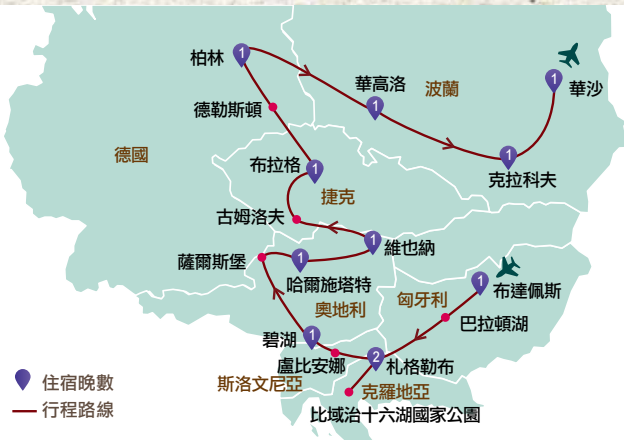 柏林
1
華高洛
1
波蘭
1
華沙
德勒斯頓
德國
布拉格
1
1
克拉科夫
捷克
古姆洛夫
1
維也納
薩爾斯堡
1
哈爾施塔特
1
布達佩斯
匈牙利
奧地利
巴拉頓湖
碧湖
1
盧比安娜
2
札格勒布
斯洛文尼亞
克羅地亞
比域治十六湖國家公園
住宿晚數
行程路線